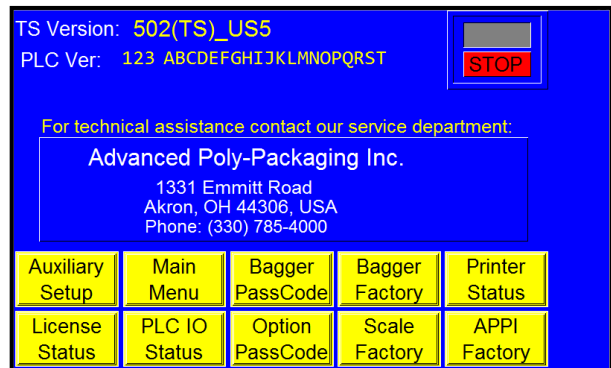 TS Version: 502(TS)_US5
PLC Ver: 123 ABCDEFGHIJKLMNOPQRST
STOP
For technical assistance contact our service department:
Advanced Poly-Packaging Inc.
1331 Emmitt Road
Akron, OH 44306, USA
Phone: (330) 785-4000
Auxiliary Setup
Main Menu
Bagger PassCode
Bagger Factory
Printer Status
License Status
PLC IO Status
Option PassCode
Scale Factory
APPI Factory